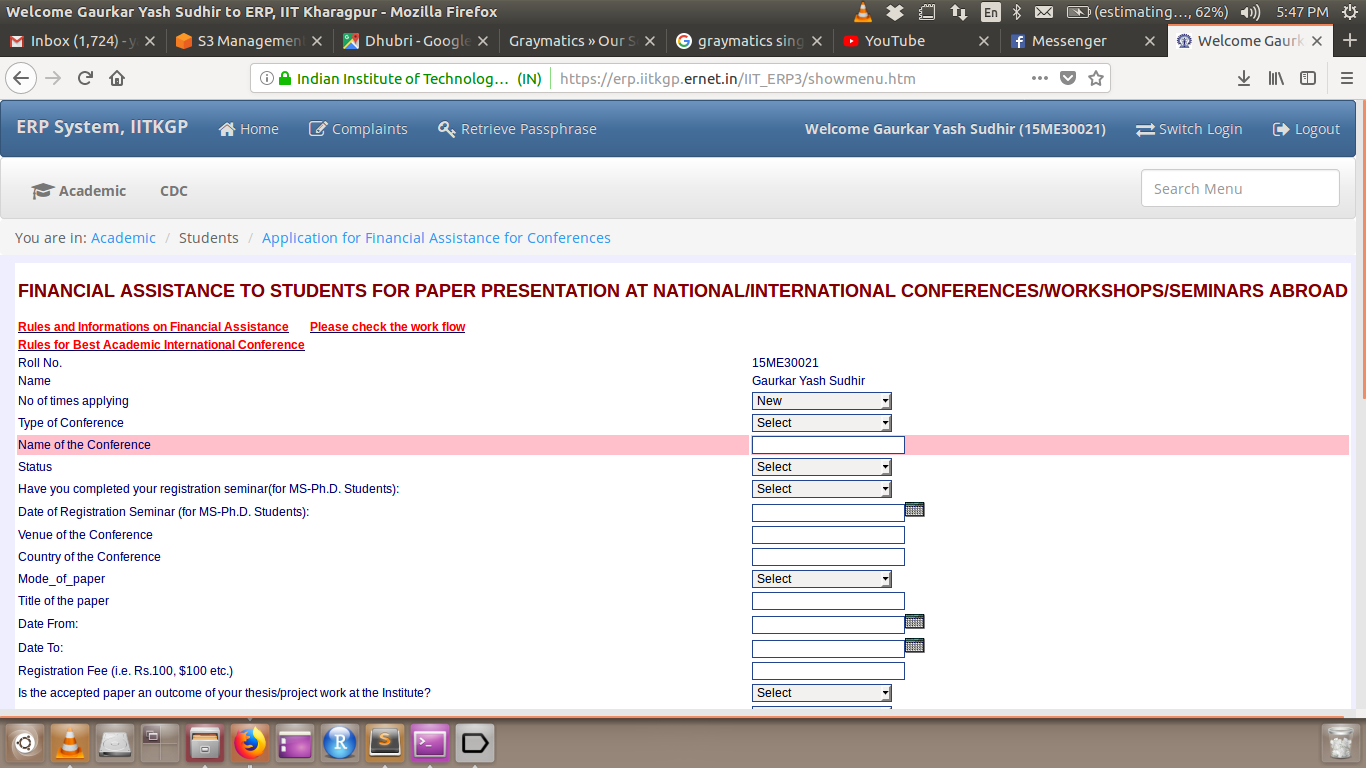 Welcome Gaurkar Yash Sudhir to ERP, IIT Kharagpur - Mozilla Firefox
En (estimating..., 62%) 5:47 PM
Inbox (1,724) - y S3 Managemen Dhubri - Google Graymatics » Our S graymatics sing YouTube Messenger Welcome Gaurk
Indian Institute of Technolog... (IN) https://erp.iitkgp.ernet.in/IIT_ERP3/showmenu.htm
ERP System, IITKGP Home Complaints Retrieve Passphrase Welcome Gaurkar Yash Sudhir (15ME30021) Switch Login Logout
Academic CDC Search Menu
You are in: Academic / Students / Application for Financial Assistance for Conferences
FINANCIAL ASSISTANCE TO STUDENTS FOR PAPER PRESENTATION AT NATIONAL/INTERNATIONAL CONFERENCES/WORKSHOPS/SEMINARS ABROAD
Rules and Informations on Financial Assistance Please check the work flow
Rules for Best Academic International Conference
Roll No. 15ME30021
Name Gaurkar Yash Sudhir
No of times applying New
Type of Conference Select
Name of the Conference
Status Select
Have you completed your registration seminar(for MS-Ph.D. Students): Select
Date of Registration Seminar (for MS-Ph.D. Students):
Venue of the Conference
Country of the Conference
Mode_of_paper Select
Title of the paper
Date From:
Date To:
Registration Fee (i.e. Rs.100, $100 etc.)
Is the accepted paper an outcome of your thesis/project work at the Institute? Select
R S